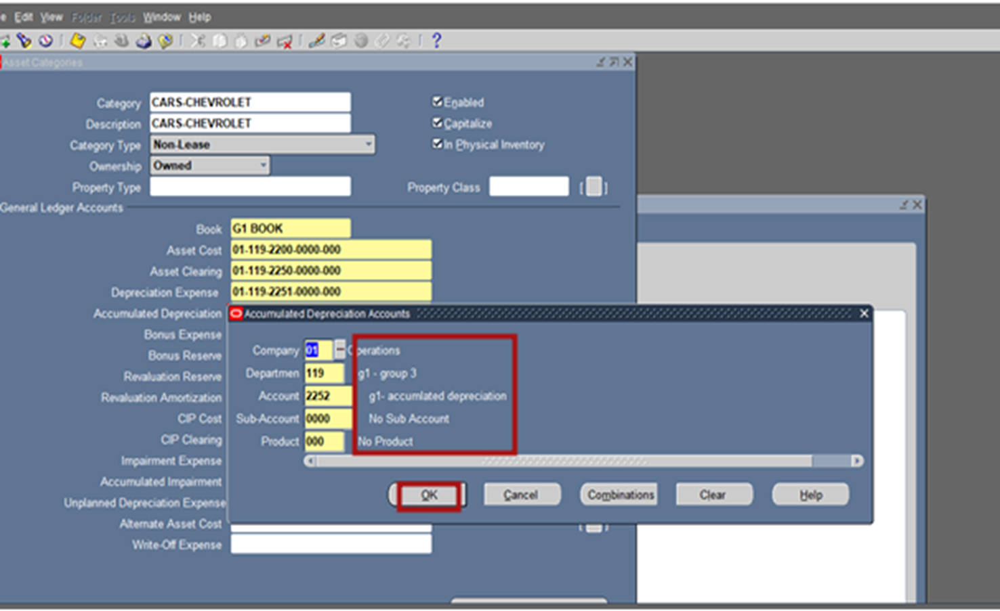 e Edit View Folder Tools Window Help
Asset Categories
Category CARS-CHEVROLET Enabled
Description CARS-CHEVROLET Capitalize
Category Type Non-Lease In Physical Inventory
Ownership Owned
Property Type Property Class [ ]
General Ledger Accounts
Book G1 BOOK
Asset Cost 01-119-2200-0000-000
Asset Clearing 01-119-2250-0000-000
Depreciation Expense 01-119-2251-0000-000
Accumulated Depreciation
Bonus Expense
Bonus Reserve
Revaluation Reserve
Revaluation Amortization
CIP Cost
CIP Clearing
Impairment Expense
Accumulated Impairment
Unplanned Depreciation Expense
Alternate Asset Cost
Write-Off Expense
Accumulated Depreciation Accounts
Company 01 Operations
Departmen 119 g1 - group 3
Account 2252 g1- accumlated depreciation
Sub-Account 0000 No Sub Account
Product 000 No Product
OK Cancel Combinations Clear Help